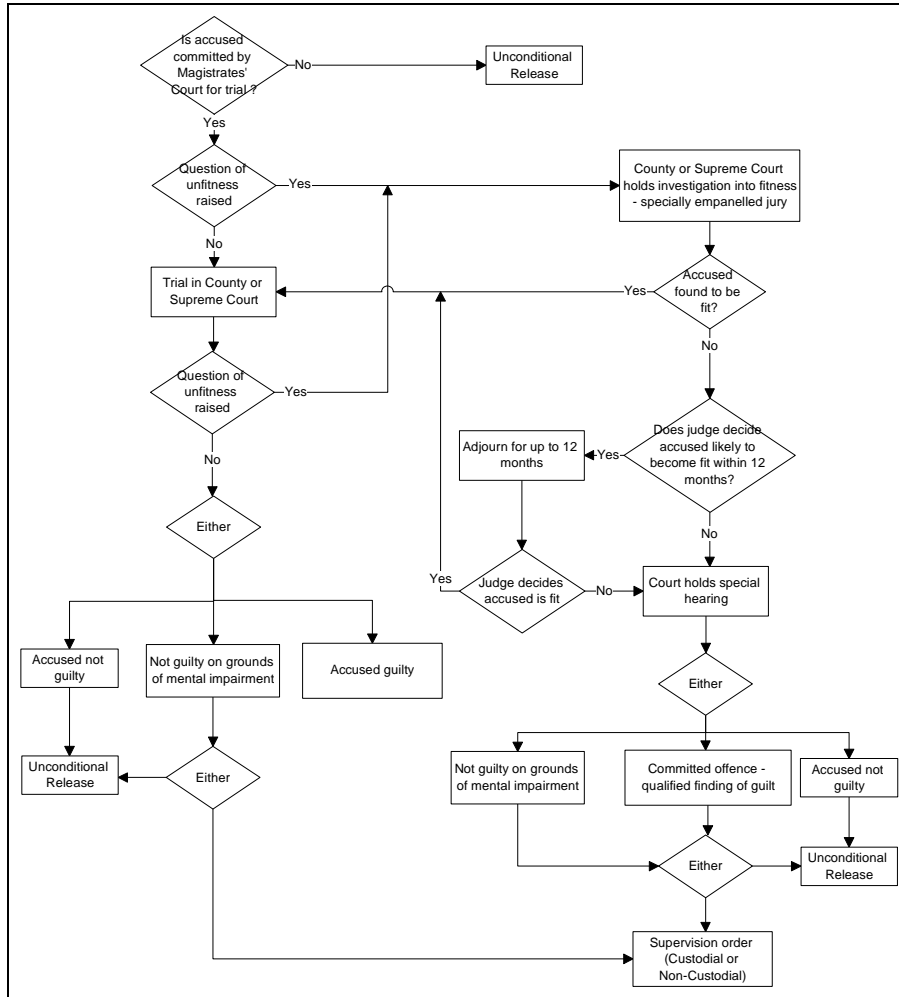 Is accused
committed by
Magistrates'
Court for trial ?
No
Unconditional
Release
Yes
Question of
unfitness
raised
Yes
County or Supreme Court
holds investigation into fitness
- specially empanelled jury
No
Trial in County or
Supreme Court
Yes
Accused
found to be
fit?
No
Question of
unfitness
raised
Yes
No
Does judge decide
accused likely to
become fit within 12
months?
Yes
Adjourn for up to 12
months
No
Either
Yes
Judge decides
accused is fit
No
Court holds special
hearing
Accused not
guilty
Not guilty on grounds
of mental impairment
Accused guilty
Either
Unconditional
Release
Either
Not guilty on grounds
of mental impairment
Committed offence -
qualified finding of guilt
Accused not
guilty
Either
Unconditional
Release
Supervision order
(Custodial or
Non-Custodial)